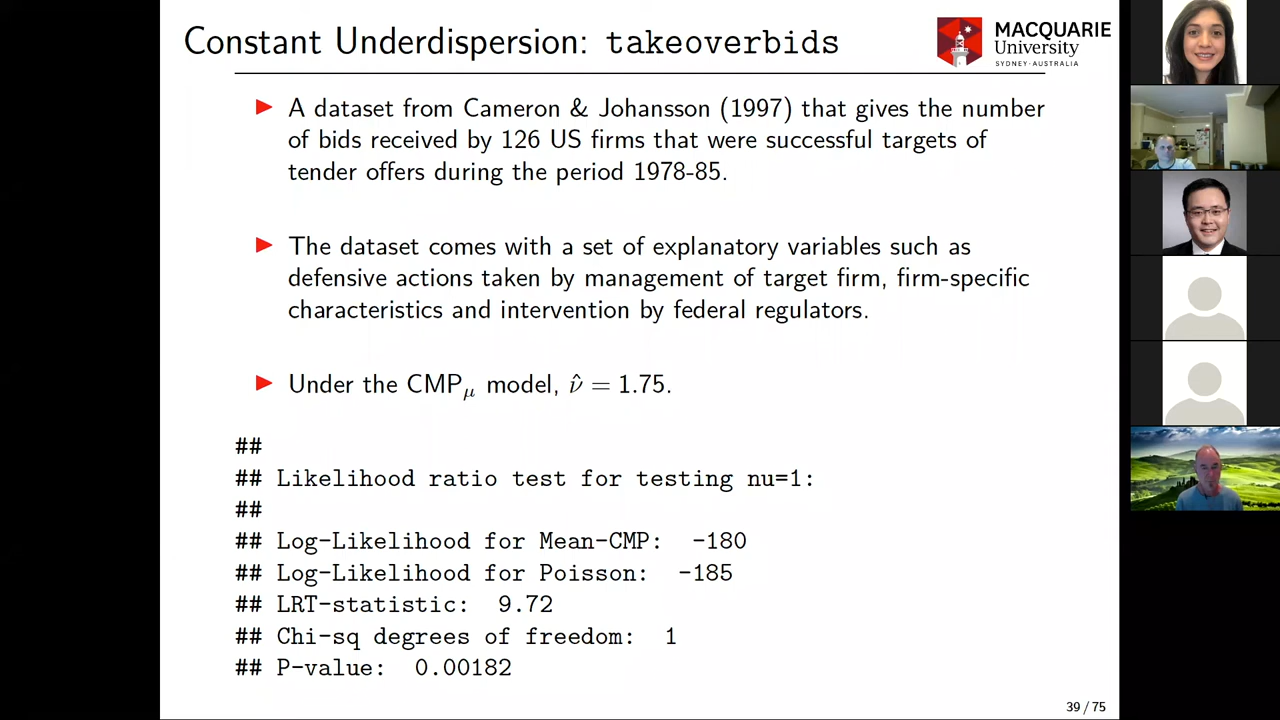 Constant Underdispersion: takeoverbids
MACQUARIE
University
SYDNEY·AUSTRALIA
A dataset from Cameron & Johansson (1997) that gives the number
of bids received by 126 US firms that were successful targets of
tender offers during the period 1978-85.
The dataset comes with a set of explanatory variables such as
defensive actions taken by management of target firm, firm-specific
characteristics and intervention by federal regulators.
Under the CMPμ model, ν̂ = 1.75.
##
## Likelihood ratio test for testing nu=1:
##
## Log-Likelihood for Mean-CMP:  -180
## Log-Likelihood for Poisson:  -185
## LRT-statistic:  9.72
## Chi-sq degrees of freedom:  1
## P-value:  0.00182
39 / 75